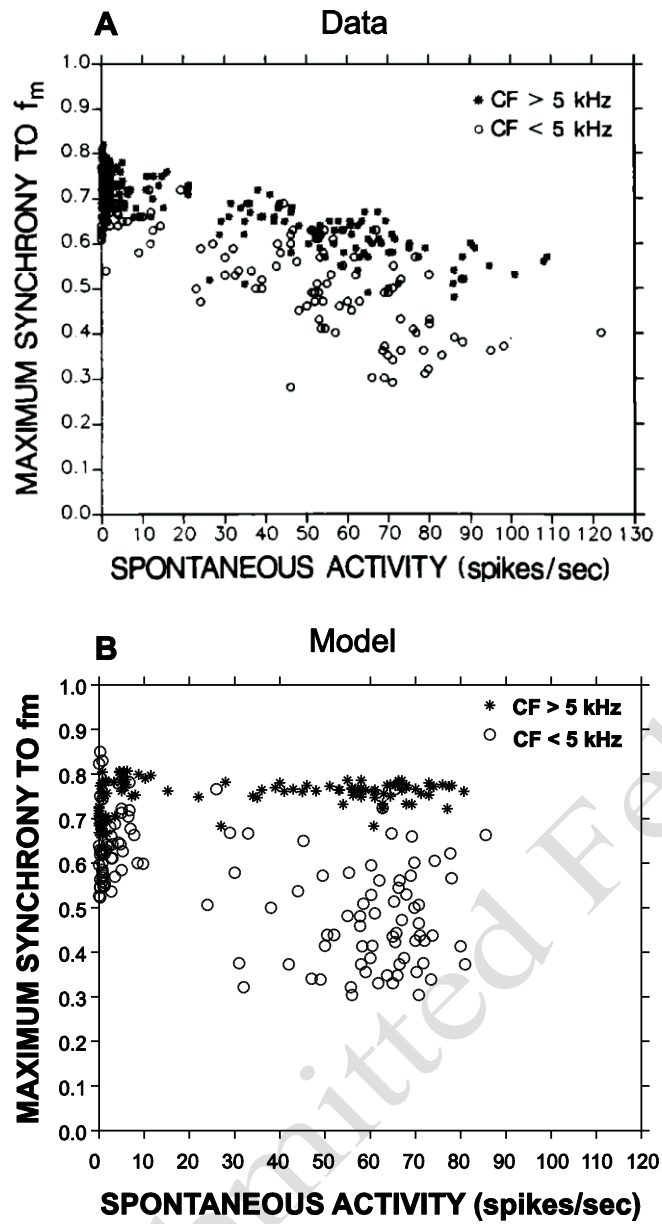 A Data
1.0
0.9
0.8
0.7
0.6
0.5
0.4
0.3
0.2
0.1
0.0
MAXIMUM SYNCHRONY TO fm
* CF > 5 kHz
o CF < 5 kHz
0 10 20 30 40 50 60 70 80 90 100 110 120 130
SPONTANEOUS ACTIVITY (spikes/sec)
B Model
1.0
0.9
0.8
0.7
0.6
0.5
0.4
0.3
0.2
0.1
0.0
MAXIMUM SYNCHRONY TO fm
* CF > 5 kHz
o CF < 5 kHz
0 10 20 30 40 50 60 70 80 90 100 110 120
SPONTANEOUS ACTIVITY (spikes/sec)